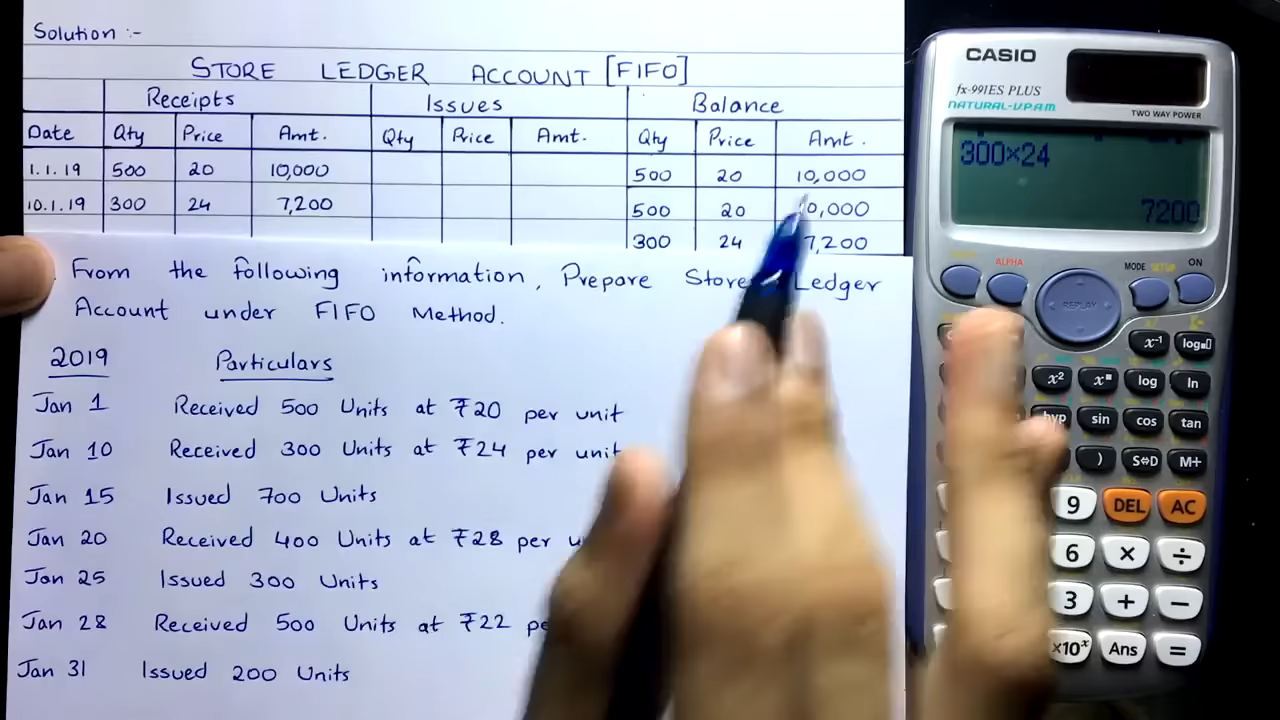 Solution :-
STORE LEDGER ACCOUNT [FIFO]
Receipts Issues Balance
Date Qty Price Amt. Qty Price Amt. Qty Price Amt.
1.1.19 500 20 10,000 500 20 10,000
10.1.19 300 24 7,200 500 20 0,000
300 24 7,200
From the following information, Prepare Store Ledger
Account under FIFO Method.
2019 Particulars
Jan 1 Received 500 Units at ₹20 per unit
Jan 10 Received 300 Units at ₹24 per unit
Jan 15 Issued 700 Units
Jan 20 Received 400 Units at ₹28 per
Jan 25 Issued 300 Units
Jan 28 Received 500 Units at ₹22
Jan 31 Issued 200 Units
CASIO
fx-991ES PLUS
NATURAL-V.P.A.M.
TWO WAY POWER
300×24
7200
ALPHA MODE SETUP ON
REPLAY
x⁻¹ log
x² log ln
hyp sin cos tan
) S⇔D M+
9 DEL AC
6 × ÷
3 + −
×10ˣ Ans =